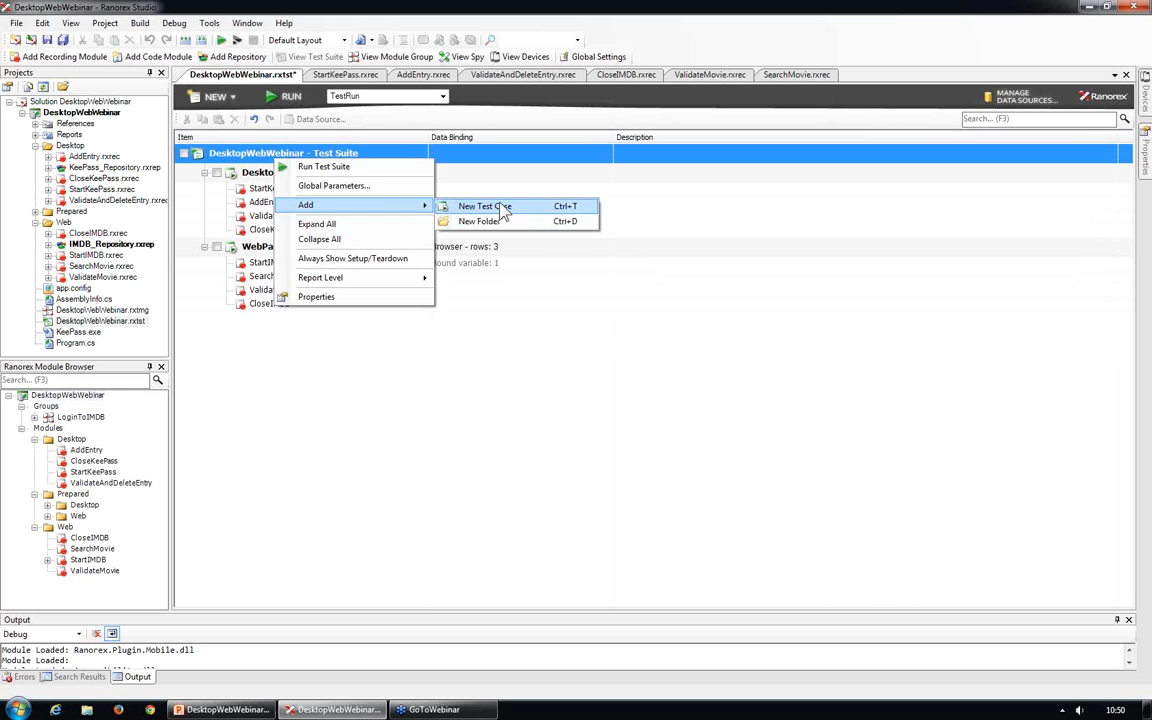 DesktopWebWebinar - Ranorex Studio
File Edit View Project Build Debug Tools Window Help
Default Layout
Add Recording Module Add Code Module Add Repository View Test Suite View Module Group View Spy View Devices Global Settings
Projects
Solution DesktopWebWebinar
DesktopWebWebinar
References
Reports
Desktop
AddEntry.rxrec
KeePass_Repository.rxrep
StartKeePass.rxrec
ValidateAndDeleteEntry.rxrec
Prepared
Web
CloseIMDB.rxrec
IMDB_Repository.rxrep
StartIMDB.rxrec
SearchMovie.rxrec
ValidateMovie.rxrec
app.config
AssemblyInfo.cs
DesktopWebWebinar.rxtmg
DesktopWebWebinar.rxtst
KeePass.exe
Program.cs
Ranorex Module Browser
Search... (F3)
DesktopWebWebinar
Groups
LoginToIMDB
Modules
Desktop
AddEntry
CloseKeePass
StartKeePass
ValidateAndDeleteEntry
Prepared
Desktop
Web
Web
CloseIMDB
SearchMovie
StartIMDB
ValidateMovie
DesktopWebWebinar.rxtst* StartKeePass.rxrec AddEntry.rxrec ValidateAndDeleteEntry.rxrec CloseIMDB.rxrec ValidateMovie.rxrec SearchMovie.rxrec
NEW RUN TestRun MANAGE DATA SOURCES... Ranorex
Data Source... Search... (F3)
Item Data Binding Description
DesktopWebWebinar - Test Suite
Run Test Suite
Global Parameters...
Add
Expand All
Collapse All
Always Show Setup/Teardown
Report Level
Properties
New Test Case Ctrl+T
New Folder Ctrl+D
Browser - rows: 3
Bound variable: 1
Devices
Properties
Output
Debug
Module Loaded: Ranorex.Plugin.Mobile.dll
Module Loaded:
Errors Search Results Output
DesktopWebWebinar... DesktopWebWebinar... GoToWebinar 10:50